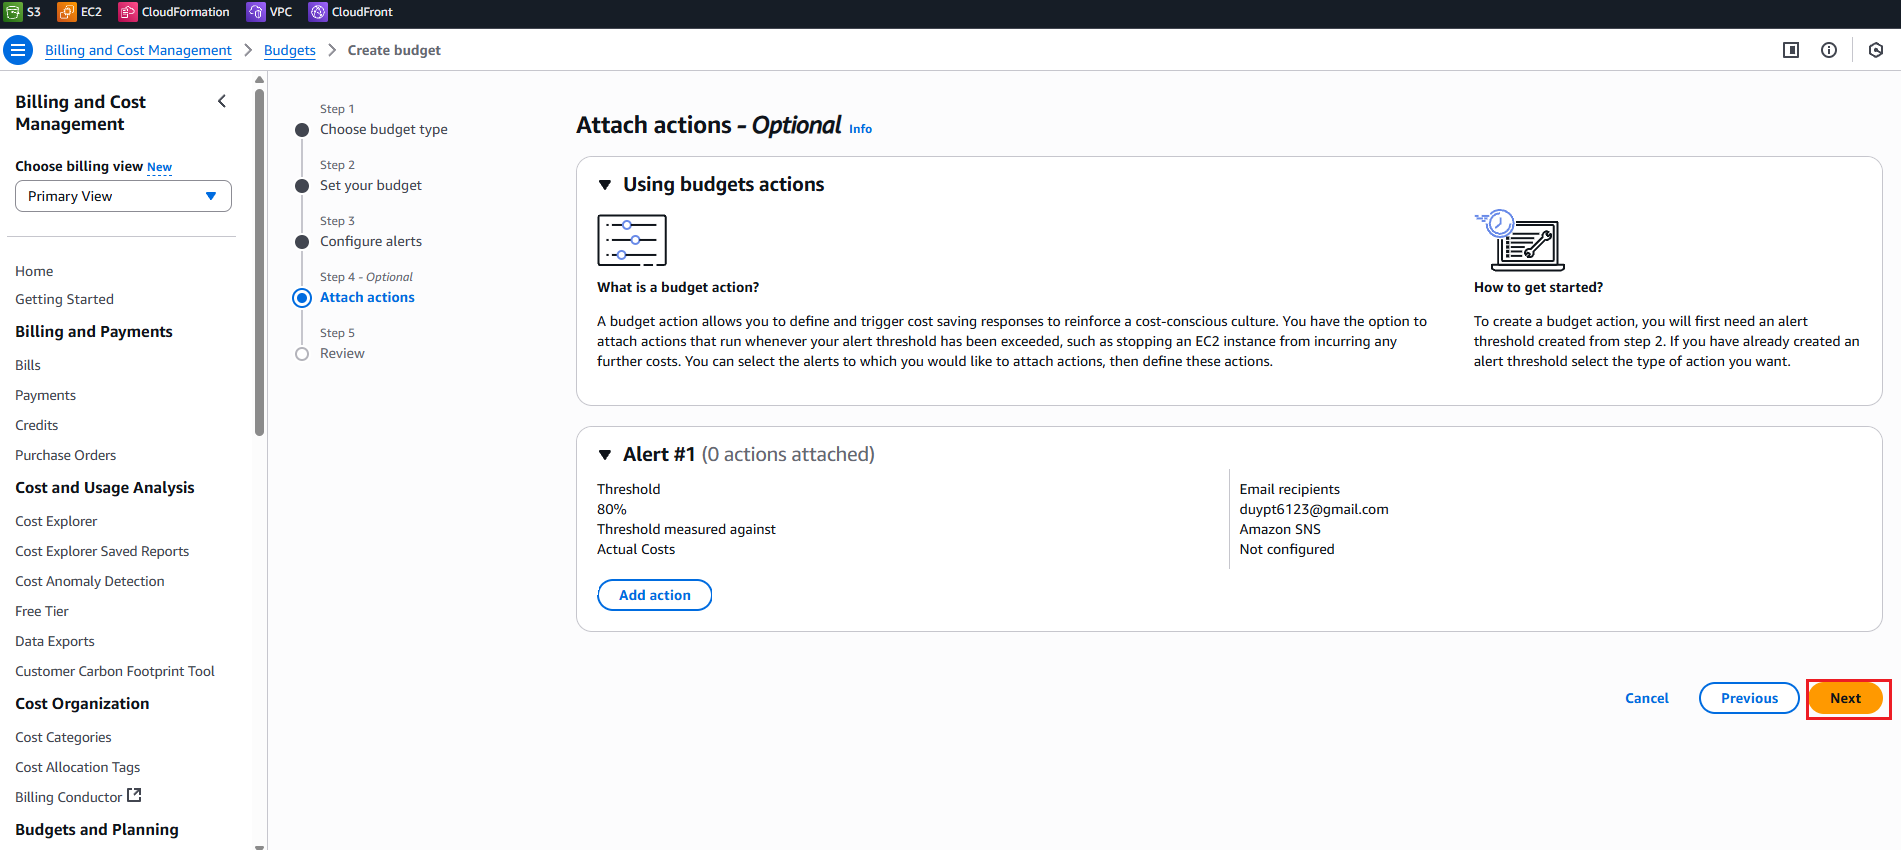 S3 EC2 CloudFormation VPC CloudFront
Billing and Cost Management Budgets Create budget
Billing and Cost
Management
Choose billing view New
Primary View
Home
Getting Started
Billing and Payments
Bills
Payments
Credits
Purchase Orders
Cost and Usage Analysis
Cost Explorer
Cost Explorer Saved Reports
Cost Anomaly Detection
Free Tier
Data Exports
Customer Carbon Footprint Tool
Cost Organization
Cost Categories
Cost Allocation Tags
Billing Conductor
Budgets and Planning
Step 1
Choose budget type
Step 2
Set your budget
Step 3
Configure alerts
Step 4 - Optional
Attach actions
Step 5
Review
Attach actions - Optional Info
Using budgets actions
What is a budget action?
A budget action allows you to define and trigger cost saving responses to reinforce a cost-conscious culture. You have the option to
attach actions that run whenever your alert threshold has been exceeded, such as stopping an EC2 instance from incurring any
further costs. You can select the alerts to which you would like to attach actions, then define these actions.
How to get started?
To create a budget action, you will first need an alert
threshold created from step 2. If you have already created an
alert threshold select the type of action you want.
Alert #1 (0 actions attached)
Threshold
80%
Threshold measured against
Actual Costs
Email recipients
duypt6123@gmail.com
Amazon SNS
Not configured
Add action
Cancel Previous Next